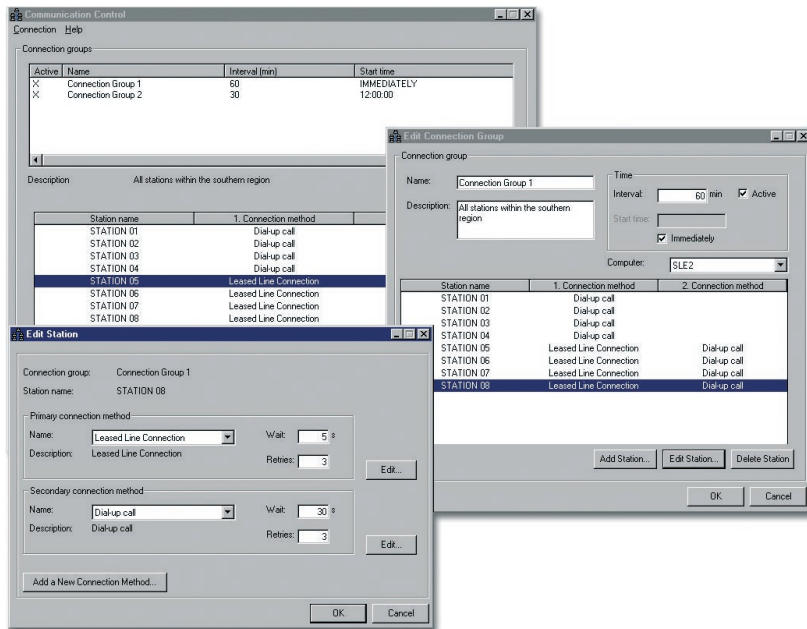 Communication Control
Connection Help
Connection groups
Active Name Interval (min) Start time
X Connection Group 1 60 IMMEDIATELY
X Connection Group 2 30 12:00:00
Description All stations within the southern region
Station name 1. Connection method
STATION 01 Dial-up call
STATION 02 Dial-up call
STATION 03 Dial-up call
STATION 04 Dial-up call
STATION 05 Leased Line Connection
STATION 06 Leased Line Connection
STATION 07 Leased Line Connection
STATION 08 Leased Line Connection
Edit Connection Group
Connection group
Name: Connection Group 1
Description: All stations within the southern
region
Time
Interval: 60 min Active
Start time:
Immediately
Computer: SLE2
Station name 1. Connection method 2. Connection method
STATION 01 Dial-up call
STATION 02 Dial-up call
STATION 03 Dial-up call
STATION 04 Dial-up call
STATION 05 Leased Line Connection Dial-up call
STATION 06 Leased Line Connection Dial-up call
STATION 07 Leased Line Connection Dial-up call
STATION 08 Leased Line Connection Dial-up call
Add Station... Edit Station... Delete Station
OK Cancel
Edit Station
Connection group: Connection Group 1
Station name: STATION 08
Primary connection method
Name: Leased Line Connection Wait: 5 s
Description: Leased Line Connection
Retries: 3
Edit...
Secondary connection method
Name: Dial-up call Wait: 30 s
Description: Dial-up call
Retries: 3
Edit...
Add a New Connection Method...
OK Cancel